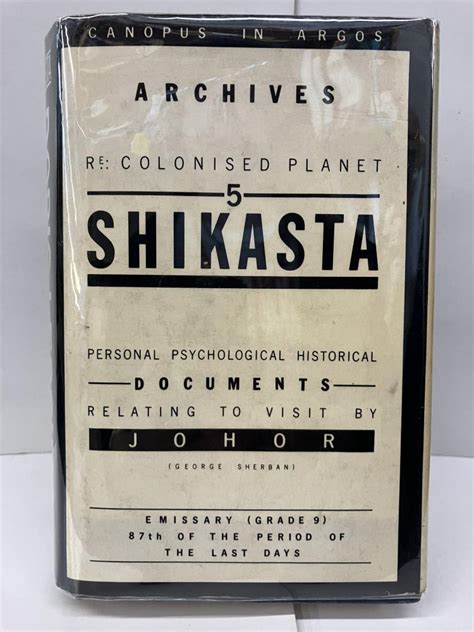 CANOPUS IN ARGOS
ARCHIVES
RE: COLONISED PLANET
5
SHIKASTA
PERSONAL PSYCHOLOGICAL HISTORICAL
DOCUMENTS
RELATING TO VISIT BY
JOHOR
(GEORGE SHERBAN)
EMISSARY (GRADE 9)
87th OF THE PERIOD OF
THE LAST DAYS